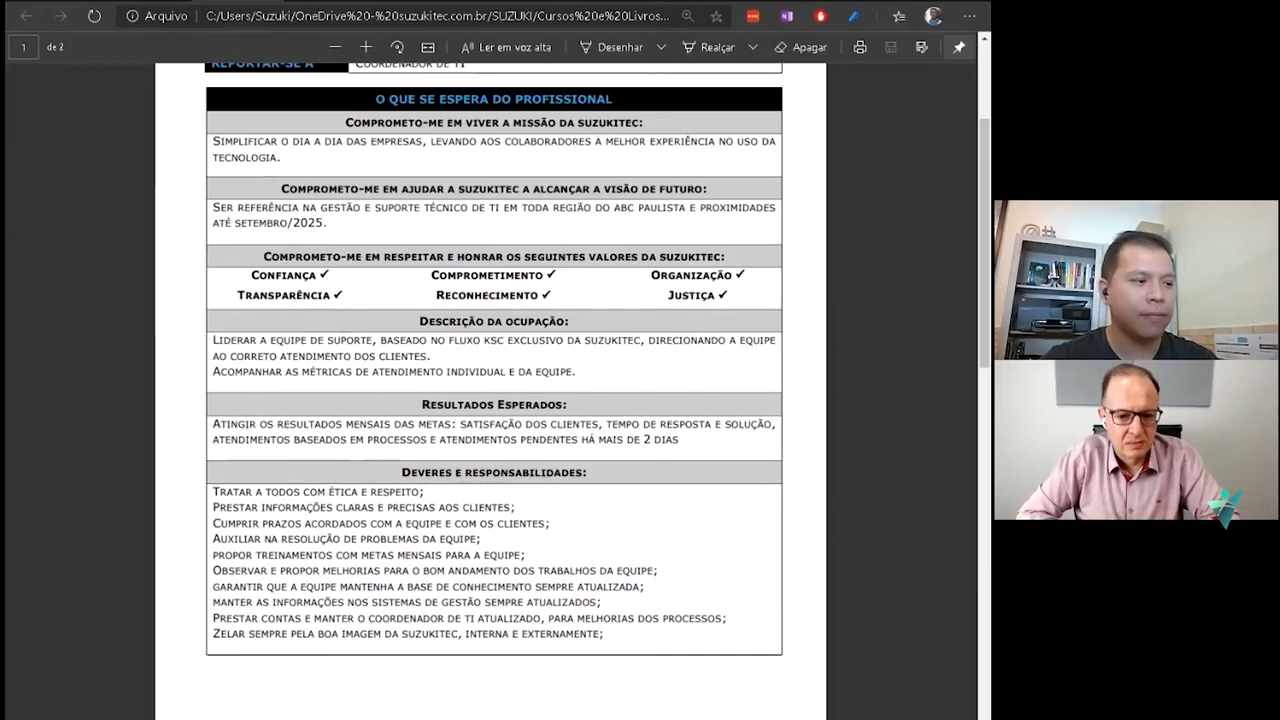 Arquivo
C:/Users/Suzuki/OneDrive%20-%20suzukitec.com.br/SUZUKI/Cursos%20e%20Livros...
1 de 2
Ler em voz alta
Desenhar
Realçar
Apagar
REPORTAR-SE A
COORDENADOR DE TI
O QUE SE ESPERA DO PROFISSIONAL
COMPROMETO-ME EM VIVER A MISSÃO DA SUZUKITEC:
SIMPLIFICAR O DIA A DIA DAS EMPRESAS, LEVANDO AOS COLABORADORES A MELHOR EXPERIÊNCIA NO USO DA
TECNOLOGIA.
COMPROMETO-ME EM AJUDAR A SUZUKITEC A ALCANÇAR A VISÃO DE FUTURO:
SER REFERÊNCIA NA GESTÃO E SUPORTE TÉCNICO DE TI EM TODA REGIÃO DO ABC PAULISTA E PROXIMIDADES
ATÉ SETEMBRO/2025.
COMPROMETO-ME EM RESPEITAR E HONRAR OS SEGUINTES VALORES DA SUZUKITEC:
CONFIANÇA ✓ COMPROMETIMENTO ✓ ORGANIZAÇÃO ✓
TRANSPARÊNCIA ✓ RECONHECIMENTO ✓ JUSTIÇA ✓
DESCRIÇÃO DA OCUPAÇÃO:
LIDERAR A EQUIPE DE SUPORTE, BASEADO NO FLUXO KSC EXCLUSIVO DA SUZUKITEC, DIRECIONANDO A EQUIPE
AO CORRETO ATENDIMENTO DOS CLIENTES.
ACOMPANHAR AS MÉTRICAS DE ATENDIMENTO INDIVIDUAL E DA EQUIPE.
RESULTADOS ESPERADOS:
ATINGIR OS RESULTADOS MENSAIS DAS METAS: SATISFAÇÃO DOS CLIENTES, TEMPO DE RESPOSTA E SOLUÇÃO,
ATENDIMENTOS BASEADOS EM PROCESSOS E ATENDIMENTOS PENDENTES HÁ MAIS DE 2 DIAS
DEVERES E RESPONSABILIDADES:
TRATAR A TODOS COM ÉTICA E RESPEITO;
PRESTAR INFORMAÇÕES CLARAS E PRECISAS AOS CLIENTES;
CUMPRIR PRAZOS ACORDADOS COM A EQUIPE E COM OS CLIENTES;
AUXILIAR NA RESOLUÇÃO DE PROBLEMAS DA EQUIPE;
PROPOR TREINAMENTOS COM METAS MENSAIS PARA A EQUIPE;
OBSERVAR E PROPOR MELHORIAS PARA O BOM ANDAMENTO DOS TRABALHOS DA EQUIPE;
GARANTIR QUE A EQUIPE MANTENHA A BASE DE CONHECIMENTO SEMPRE ATUALIZADA;
MANTER AS INFORMAÇÕES NOS SISTEMAS DE GESTÃO SEMPRE ATUALIZADOS;
PRESTAR CONTAS E MANTER O COORDENADOR DE TI ATUALIZADO, PARA MELHORIAS DOS PROCESSOS;
ZELAR SEMPRE PELA BOA IMAGEM DA SUZUKITEC, INTERNA E EXTERNAMENTE;
@#